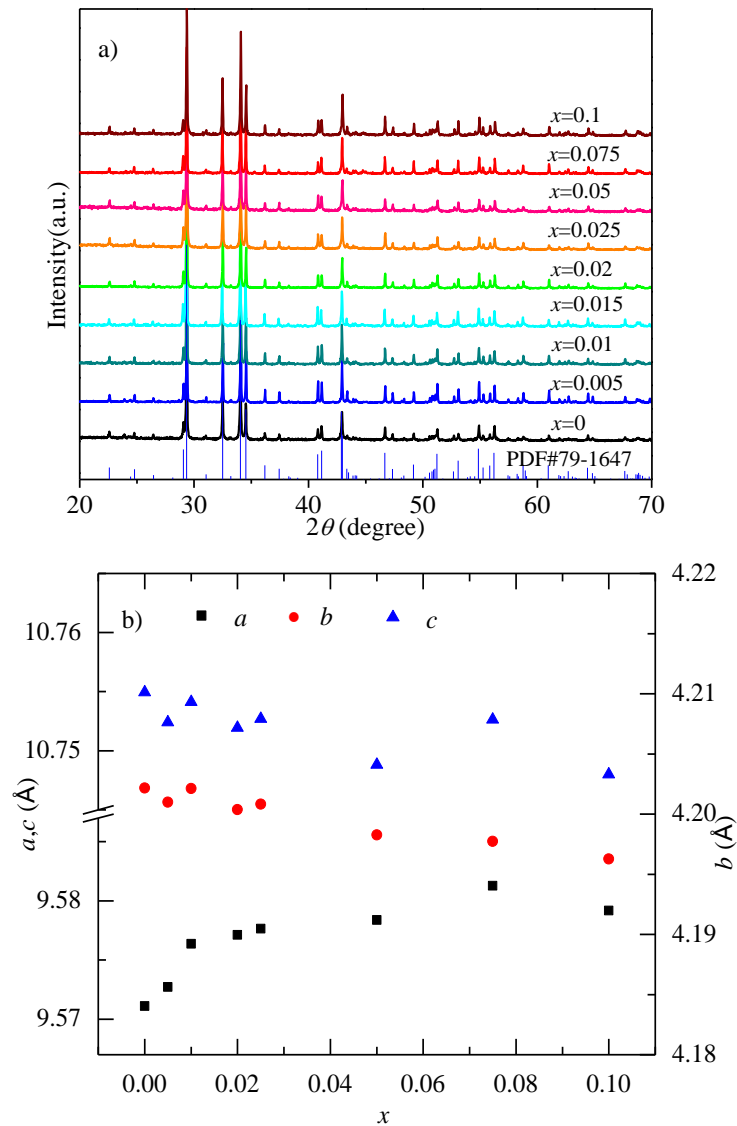 a)
x=0.1
x=0.075
x=0.05
x=0.025
x=0.02
x=0.015
x=0.01
x=0.005
x=0
PDF#79-1647
Intensity(a.u.)
20 30 40 50 60 70
2θ (degree)
b) a b c
10.76
10.75
9.58
9.57
a,c (Å)
4.22
4.21
4.20
4.19
4.18
b (Å)
0.00 0.02 0.04 0.06 0.08 0.10
x